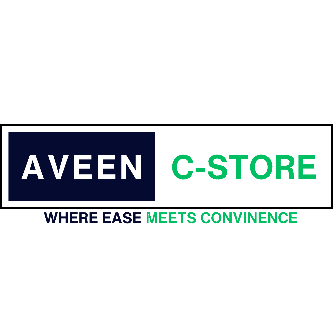 AVEEN C-STORE
WHERE EASE MEETS CONVINENCE